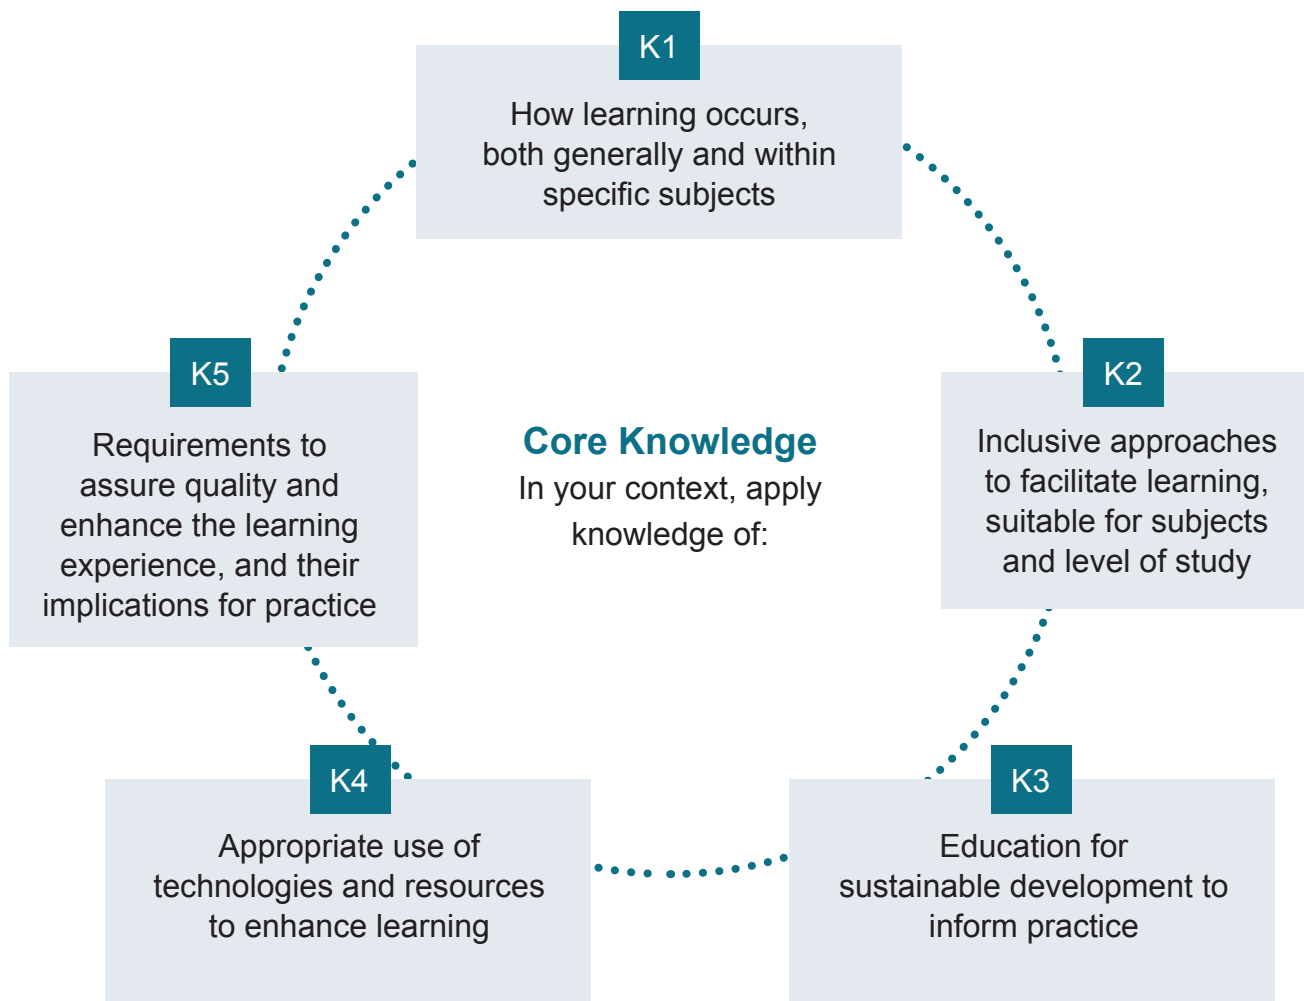 K1
How learning occurs,
both generally and within
specific subjects
K2
Inclusive approaches
to facilitate learning,
suitable for subjects
and level of study
K3
Education for
sustainable development to
inform practice
K4
Appropriate use of
technologies and resources
to enhance learning
K5
Requirements to
assure quality and
enhance the learning
experience, and their
implications for practice
Core Knowledge
In your context, apply
knowledge of: